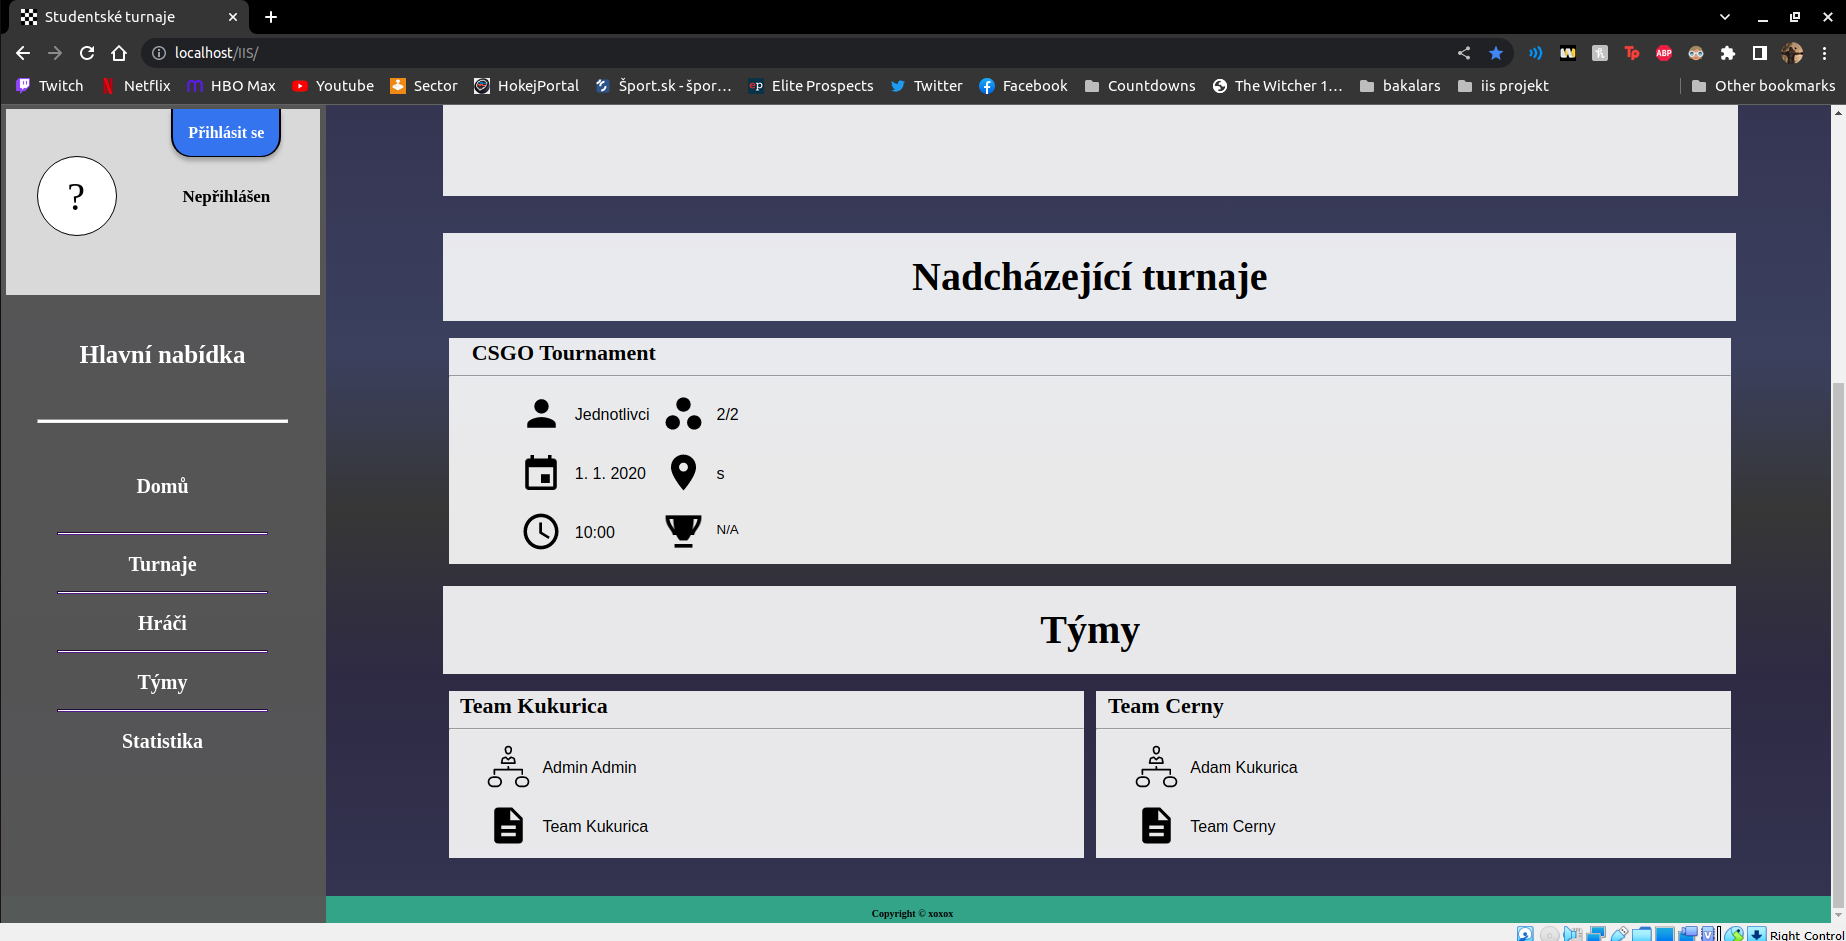 Studentské turnaje
localhost/IIS/
Twitch Netflix HBO Max Youtube Sector HokejPortal Šport.sk - špor... Elite Prospects Twitter Facebook Countdowns The Witcher 1... bakalars iis projekt Other bookmarks
Přihlásit se
?
Nepřihlášen
Hlavní nabídka
Domů
Turnaje
Hráči
Týmy
Statistika
Nadcházející turnaje
CSGO Tournament
Jednotlivci 2/2
1. 1. 2020 s
10:00 N/A
Týmy
Team Kukurica
Admin Admin
Team Kukurica
Team Cerny
Adam Kukurica
Team Cerny
Copyright © xoxox
Right Control